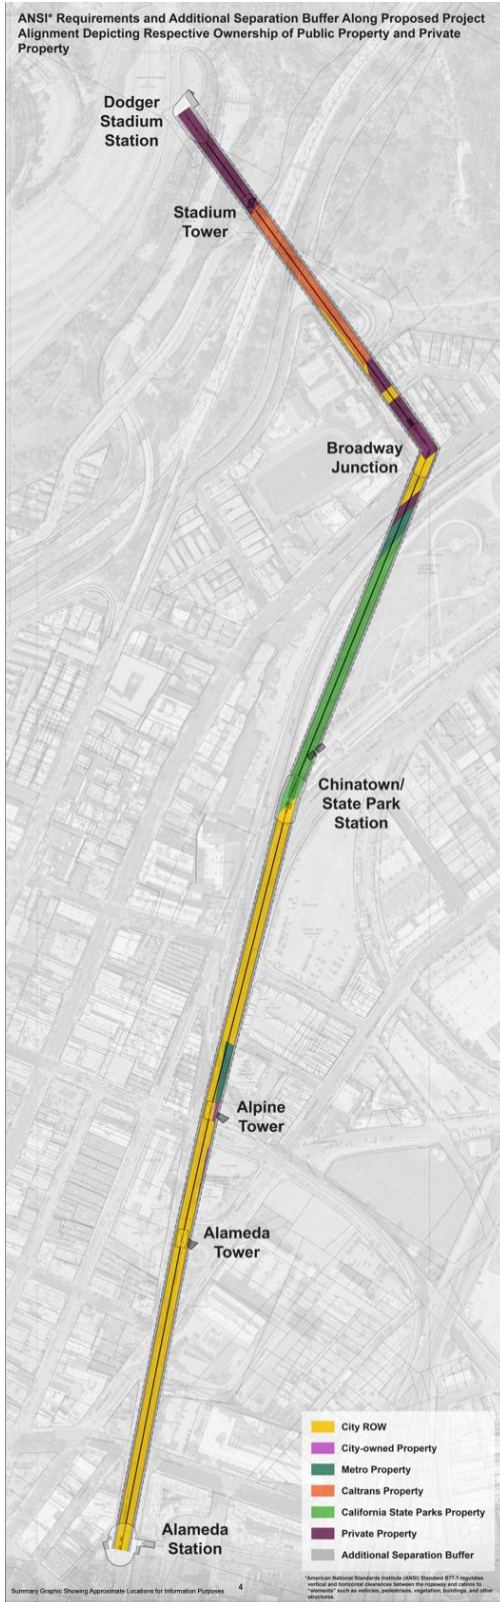 ANSI* Requirements and Additional Separation Buffer Along Proposed Project
Alignment Depicting Respective Ownership of Public Property and Private
Property
Dodger
Stadium
Station
Stadium
Tower
Broadway
Junction
Chinatown/
State Park
Station
Alpine
Tower
Alameda
Tower
Alameda
Station
City ROW
City-owned Property
Metro Property
Caltrans Property
California State Parks Property
Private Property
Additional Separation Buffer
Summary Graphic Showing Approximate Locations for Information Purposes
4
*American National Standards Institute (ANSI) Standard B77.1 regulates
vertical and horizontal clearances between the ropeway and cabins to
"elements" such as vehicles, pedestrians, vegetation, buildings, and other
structures.